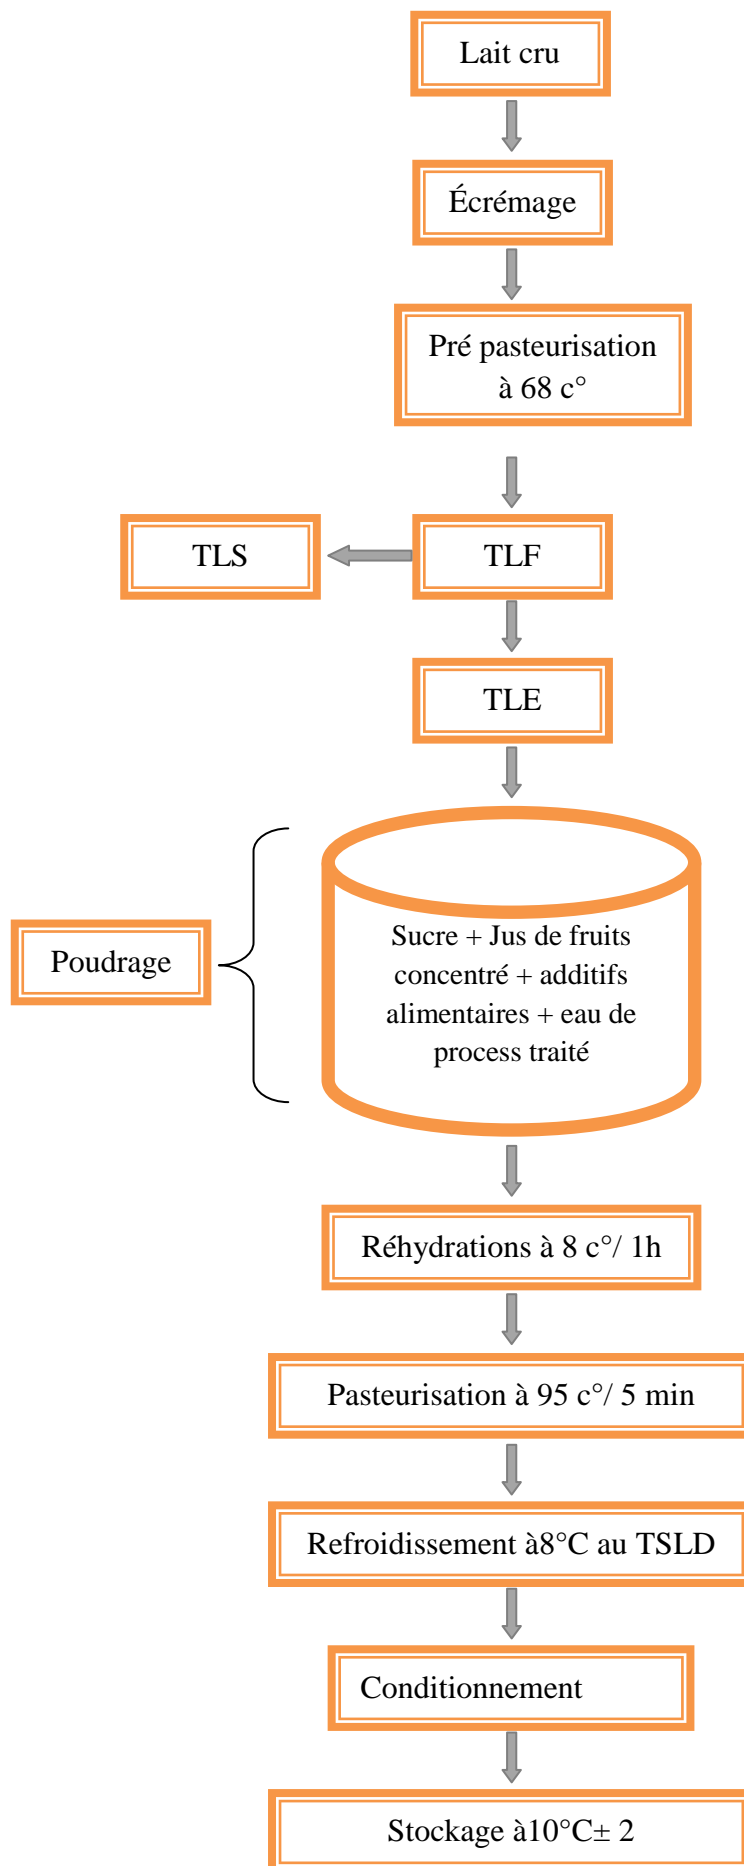 Lait cru
Écrémage
Pré pasteurisation
à 68 c°
TLS
TLF
TLE
Poudrage
Sucre + Jus de fruits
concentré + additifs
alimentaires + eau de
process traité
Réhydrations à 8 c°/ 1h
Pasteurisation à 95 c°/ 5 min
Refroidissement à8°C au TSLD
Conditionnement
Stockage à10°C± 2